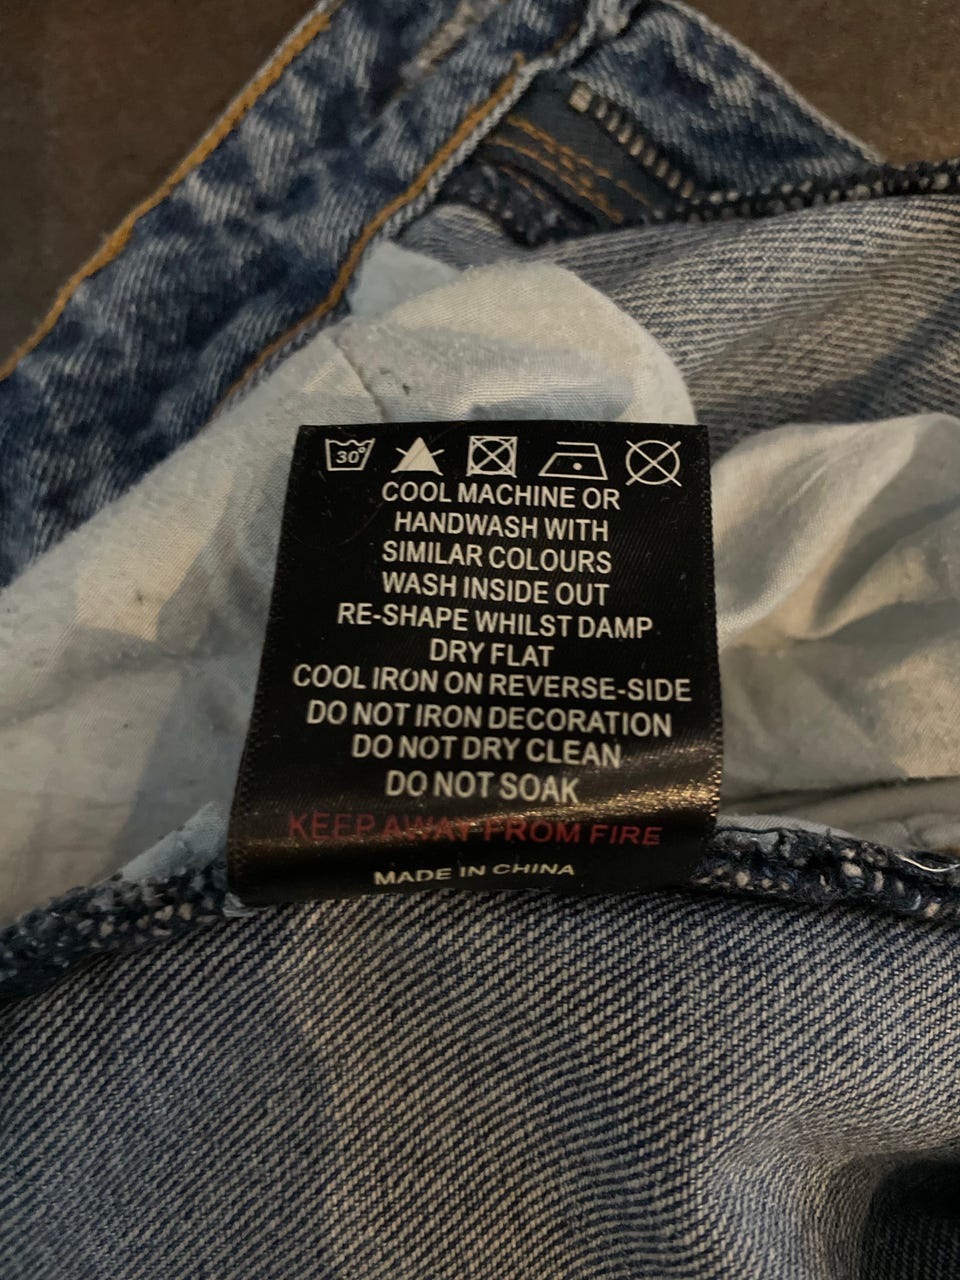 30°
COOL MACHINE OR
HANDWASH WITH
SIMILAR COLOURS
WASH INSIDE OUT
RE-SHAPE WHILST DAMP
DRY FLAT
COOL IRON ON REVERSE-SIDE
DO NOT IRON DECORATION
DO NOT DRY CLEAN
DO NOT SOAK
KEEP AWAY FROM FIRE
MADE IN CHINA